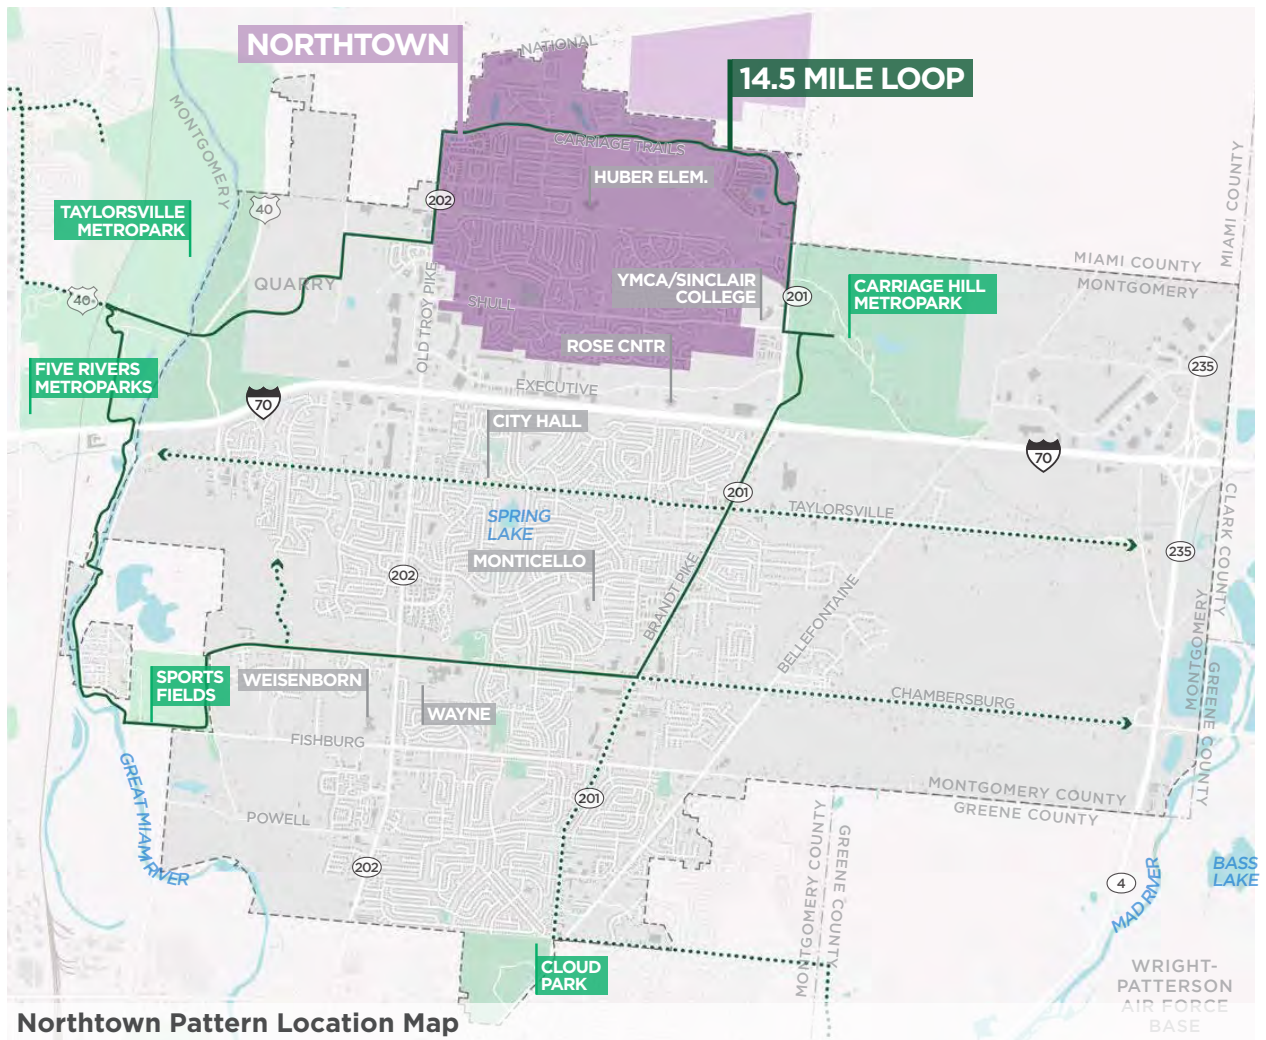 NATIONAL
NORTHTOWN
14.5 MILE LOOP
MONTGOMERY
CARRIAGE TRAILS
MIAMI COUNTY
HUBER ELEM.
202
TAYLORSVILLE
METROPARK
40
MIAMI COUNTY
MONTGOMERY
QUARRY
YMCA/SINCLAIR
COLLEGE
201
CARRIAGE HILL
METROPARK
40
SHULL
OLD TROY PIKE
ROSE CNTR
235
FIVE RIVERS
METROPARKS
EXECUTIVE
70
CITY HALL
70
201
TAYLORSVILLE
SPRING
LAKE
CLARK COUNTY
235
MONTICELLO
202
BRANDT PIKE
BELLEFONTAINE
MONTGOMERY
GREENE COUNTY
SPORTS
FIELDS
WEISENBORN
WAYNE
CHAMBERSBURG
FISHBURG
GREAT MIAM RIVER
201
MONTGOMERY COUNTY
GREENE COUNTY
POWELL
202
MONTGOMERY COUNTY
GREENE COUNTY
4
MAD RIVER
BASS
LAKE
CLOUD
PARK
WRIGHT-
PATTERSON
AIR FORCE
BASE
Northtown Pattern Location Map